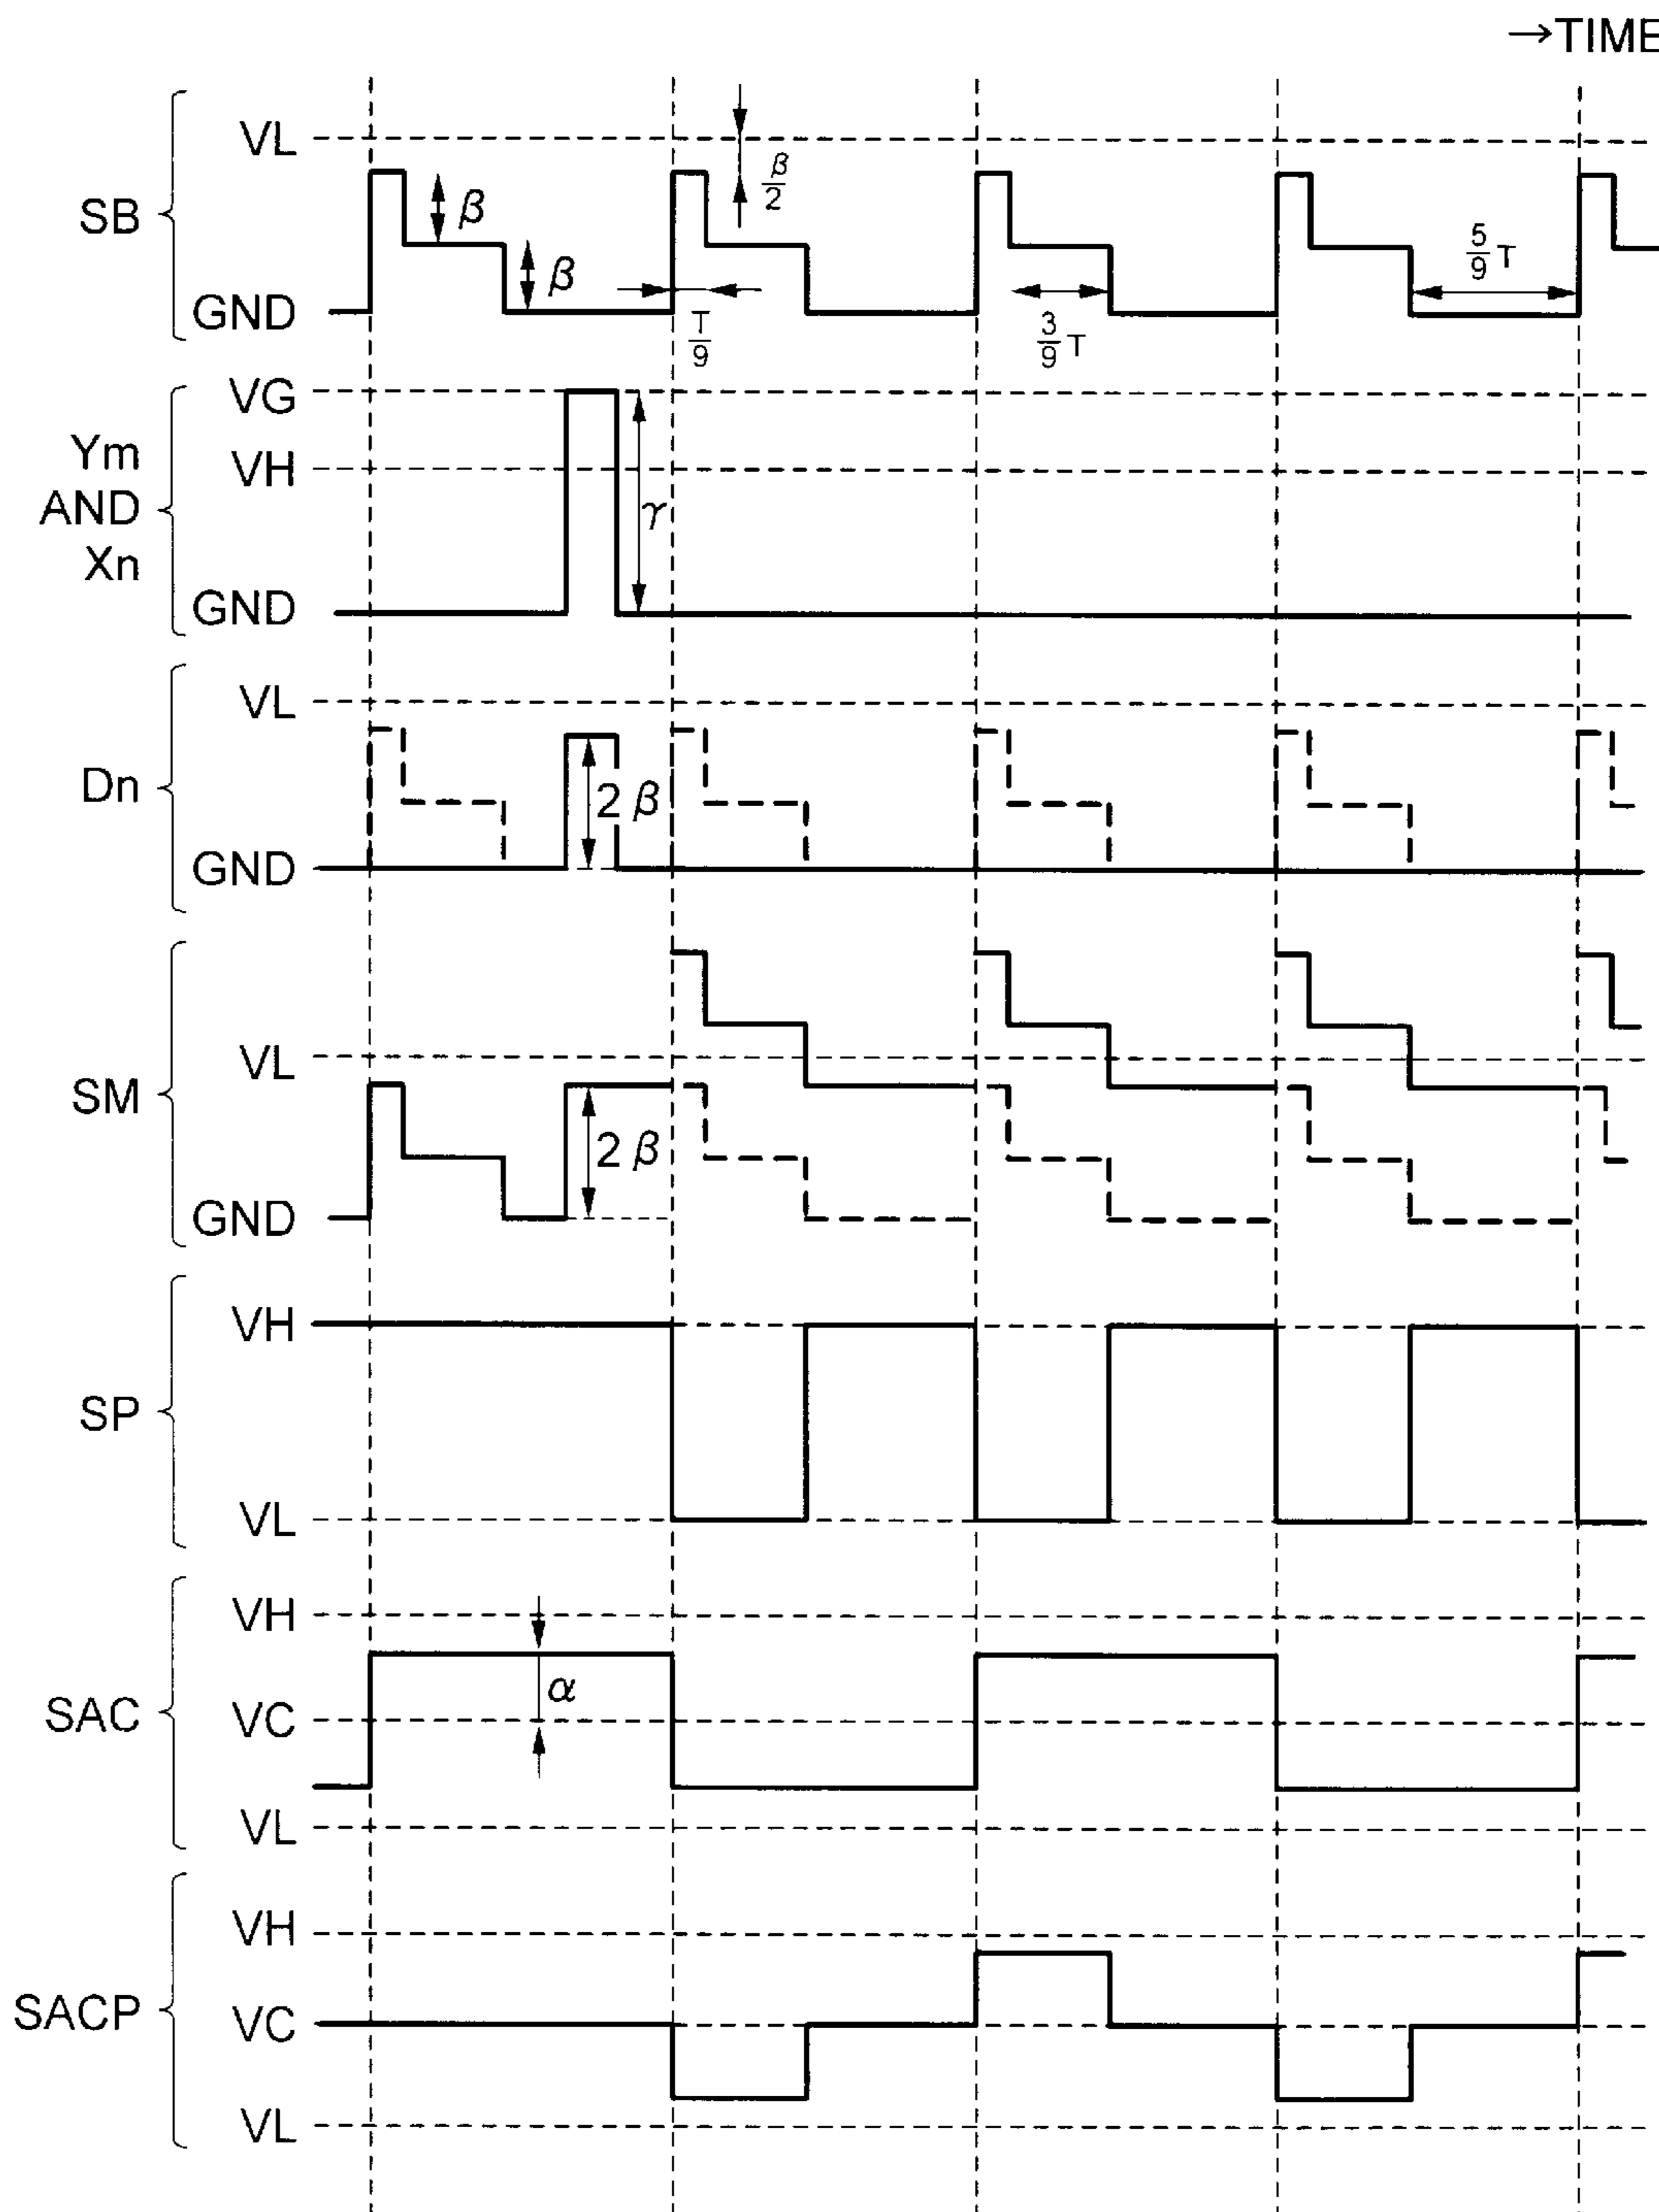 →TIME
SB
VL
β
β
β/2
T/9
3/9 T
5/9 T
GND
Ym
AND
Xn
VG
VH
γ
GND
Dn
VL
2 β
GND
SM
VL
2 β
GND
SP
VH
VL
SAC
VH
α
VC
VL
SACP
VH
VC
VL